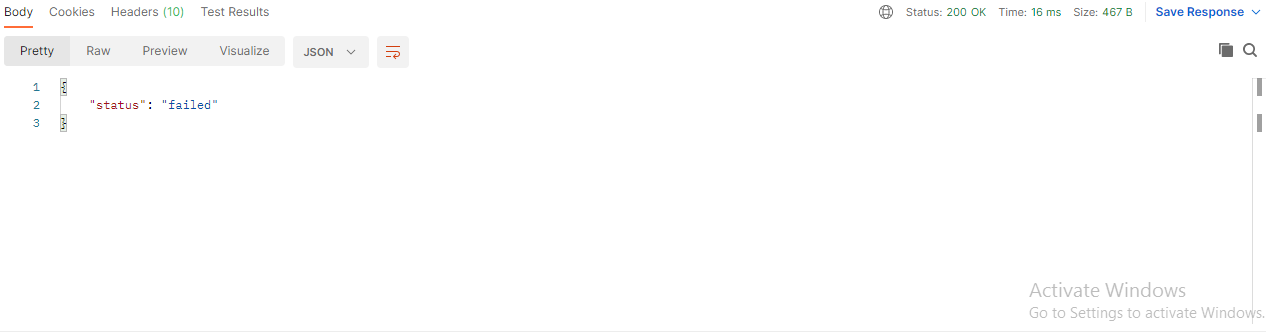 Body Cookies Headers (10) Test Results Status: 200 OK Time: 16 ms Size: 467 B Save Response
Pretty Raw Preview Visualize JSON
1 {
2 "status": "failed"
3 }
Activate Windows
Go to Settings to activate Windows.